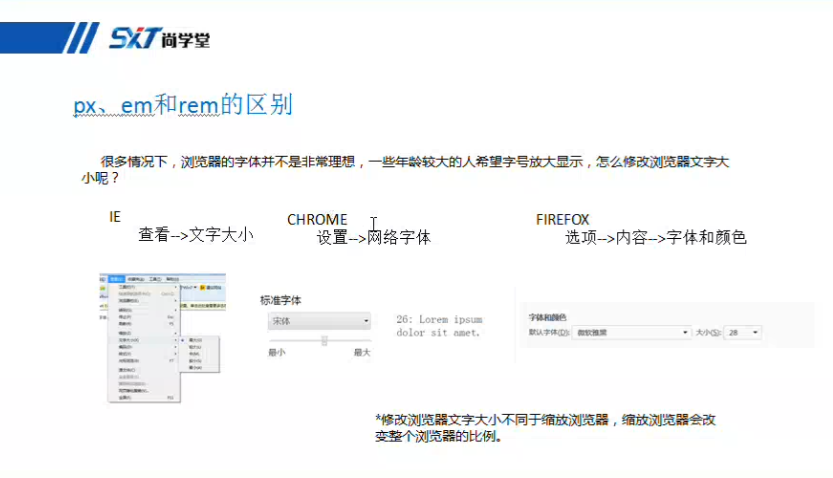 SXT尚学堂
px、em和rem的区别
很多情况下，浏览器的字体并不是非常理想，一些年龄较大的人希望字号放大显示，怎么修改浏览器文字大
小呢？
IE
查看-->文字大小
CHROME
设置-->网络字体
FIREFOX
选项-->内容-->字体和颜色
标准字体
宋体
最小 最大
26: Lorem ipsum
dolor sit amet.
字体和颜色
默认字体(D): 微软雅黑 大小(S): 28
*修改浏览器文字大小不同于缩放浏览器，缩放浏览器会改
变整个浏览器的比例。